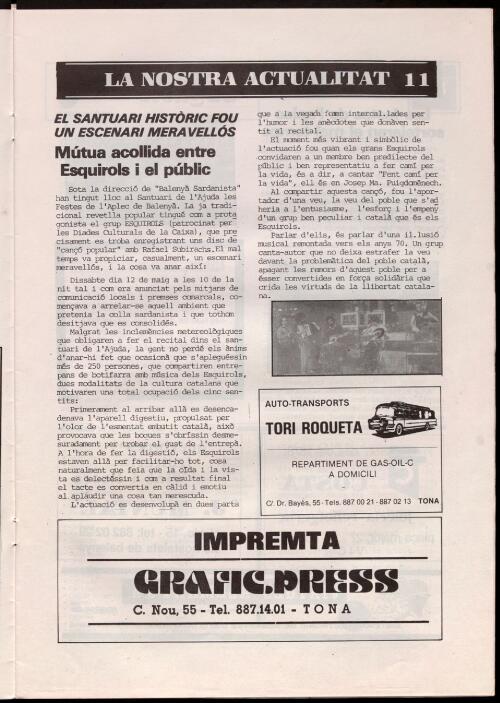 LA NOSTRA ACTUALITAT 11
EL SANTUARI HISTÒRIC FOU
UN ESCENARI MERAVELLÓS
Mútua acollida entre
Esquirols i el públic
Sota la direcció de "Balenyà Sardanista"
han tingut lloc al Santuari de l'Ajuda les
Festes de l'Aplec de Balenyà. La ja tradi-
cional revetlla popular tingué com a prota
gonista el grup ESQUIROLS (patrocinat per
les Diades Culturals de la Caixa), que pre
cisament es troba enregistrant uns disc de
"cançó popular" amb Rafael Subirachs.El mal
temps va propiciar, casualment, un escenari
meravellós, i la cosa va anar així:
Dissabte dia 12 de maig a les 10 de la
nit tal i com era anunciat pels mitjans de
comunicació locals i premses comarcals, co-
mençava a arrelar-se aquell ambient que
pretenia la colla sardanista i que tothom
desitjava que es consolidés.
Malgrat les inclemències metereològiques
que obligaren a fer el recital dins el san-
tuari de l'Ajuda, la gent no perdé els ànims
d'anar-hi fet que ocasionà que s'apleguéssin
més de 250 persones, que compartiren entre-
pans de botifarra amb música dels Esquirols,
dues modalitats de la cultura catalana que
motivaren una total ocupació dels cinc sen-
tits:
Primerament al arribar allà es desenca-
denava l'aparell digestiu, propulsat per
l'olor de l'esmentat embutit català, això
provocava que les boques s'obrissin desme-
suradament per trobar el gust de l'entrepà.
A l'hora de fer la digestió, els Esquirols
estaven allà per facilitar-ho tot, cosa
naturalment que feia que la oïda i la vis-
ta es delectàssin i com a resultat final
el tacte es convertia en càlid i emotiu
al aplaudir una cosa tan merescuda.
L'actuació es desenvolupà en dues parts
que a la vegada foren intercal.lades per
l'humor i les anècdotes que donàven sen-
tit al recital.
El moment més vibrant i simbòlic de
l'actuació fou quan els grans Esquirols
convidaren a un membre ben predilecte del
públic i ben representatiu a fer camí per
la vida, és a dir, a cantar "Fent camí per
la vida", ell és en Josep Ma. Puigdomènech.
Al compartir aquesta cançó, fou l'apor-
tador d'una veu, la veu del poble que s'ad
heria a l'entusiasme, l'esforç i l'empeny
d'un grup ben peculiar i català que és els
Esquirols.
Parlar d'ells, és parlar d'una il.lusió
musical remontada vers els anys 70. Un grup
canta-autor que no deixa estrafer la veu
davant la problemàtica del poble català,
apagant les remors d'aquest poble per a
ésser convertides en força solidària que
crida les virtuds de la llibertat catala-
na.
AUTO-TRANSPORTS
TORI ROQUETA
REPARTIMENT DE GAS-OIL-C
A DOMICILI
C/. Dr. Bayés, 55 - Tels. 887 00 21 - 887 02 13 TONA
IMPREMTA
GRAFIC.PRESS
C. Nou, 55 - Tel. 887.14.01 - TONA